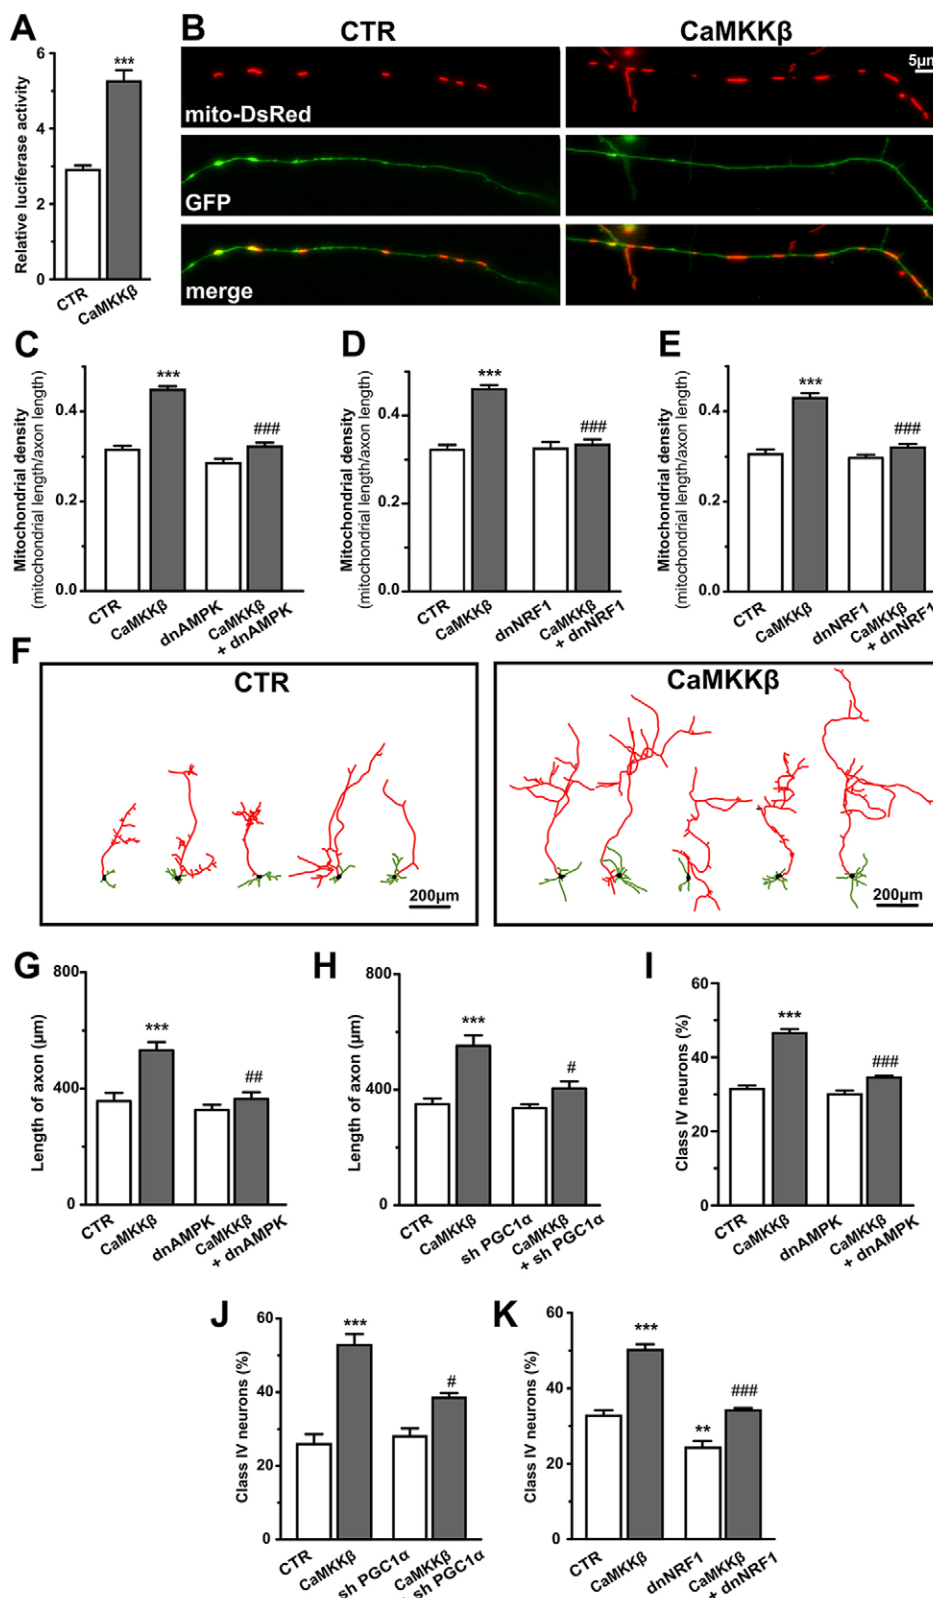 A
Relative luciferase activity
6
4
2
0
***
CTR
CaMKKβ
B
CTR
CaMKKβ
5µm
mito-DsRed
GFP
merge
C
Mitochondrial density
(mitochondrial length/axon length)
0.4
0.2
0.0
***
###
CTR
CaMKKβ
dnAMPK
CaMKKβ
+ dnAMPK
D
Mitochondrial density
(mitochondrial length/axon length)
0.4
0.2
0.0
***
###
CTR
CaMKKβ
dnNRF1
CaMKKβ
+ dnNRF1
E
Mitochondrial density
(mitochondrial length/axon length)
0.4
0.2
0.0
***
###
CTR
CaMKKβ
dnNRF1
CaMKKβ
+ dnNRF1
F
CTR
200µm
CaMKKβ
200µm
G
Length of axon (µm)
800
400
0
***
##
CTR
CaMKKβ
dnAMPK
CaMKKβ
+ dnAMPK
H
Length of axon (µm)
800
400
0
***
#
CTR
CaMKKβ
sh PGC1α
CaMKKβ
+ sh PGC1α
I
Class IV neurons (%)
60
40
20
0
***
###
CTR
CaMKKβ
dnAMPK
CaMKKβ
+ dnAMPK
J
Class IV neurons (%)
60
40
20
0
***
#
CTR
CaMKKβ
sh PGC1α
CaMKKβ
sh PGC1α
K
Class IV neurons (%)
60
40
20
0
***
**
###
CTR
CaMKKβ
dnNRF1
CaMKKβ
+ dnNRF1